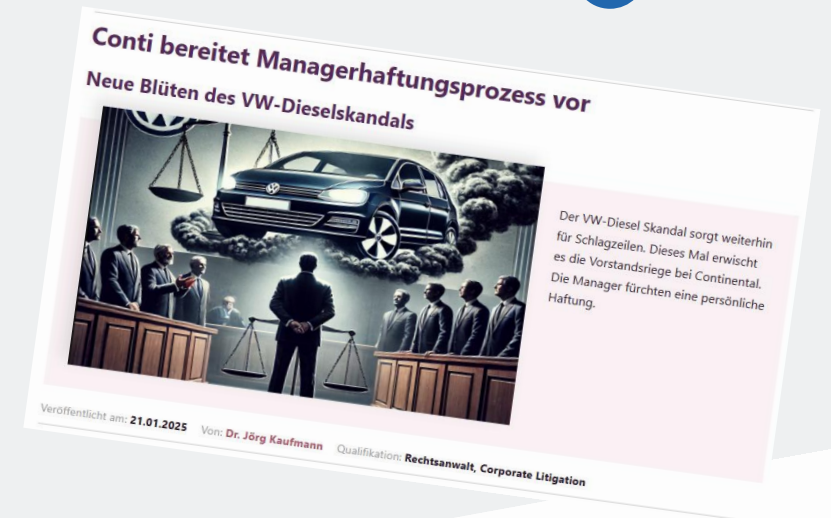 Conti bereitet Managerhaftungsprozess vor
Neue Blüten des VW-Dieselskandals
Der VW-Diesel Skandal sorgt weiterhin
für Schlagzeilen. Dieses Mal erwischt
es die Vorstandsriege bei Continental.
Die Manager fürchten eine persönliche
Haftung.
Veröffentlicht am: 21.01.2025 Von: Dr. Jörg Kaufmann Qualifikation: Rechtsanwalt, Corporate Litigation